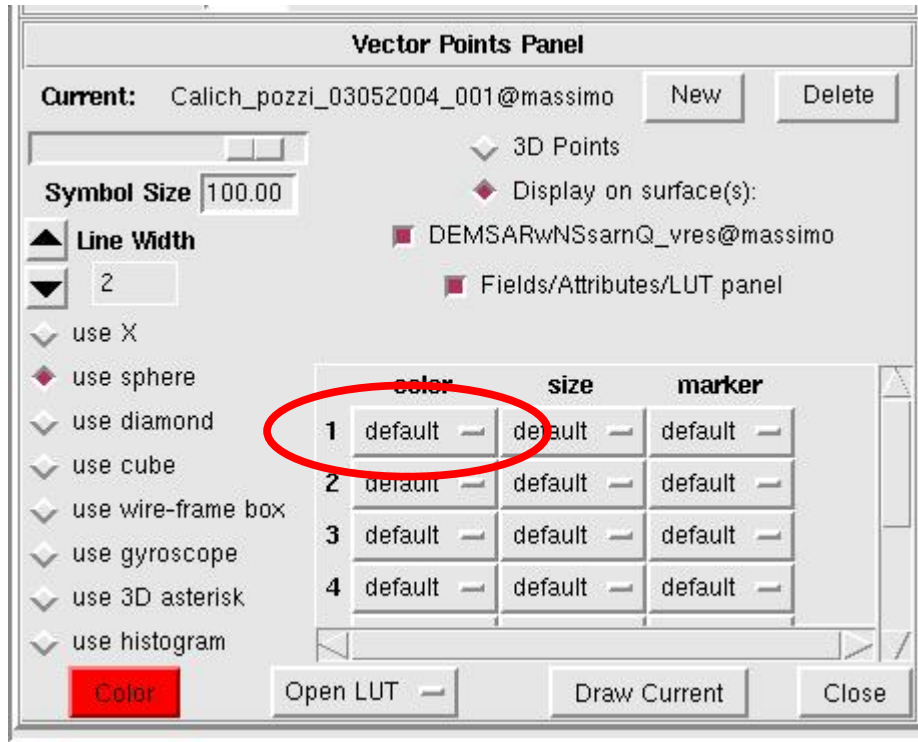 Vector Points Panel
Current: Calich_pozzi_03052004_001@massimo New Delete
3D Points
Symbol Size 100.00
Display on surface(s):
Line Width
DEMSARwNSsarnQ_vres@massimo
2
Fields/Attributes/LUT panel
use X
use sphere
use diamond
use cube
use wire-frame box
use gyroscope
use 3D asterisk
use histogram
color size marker
1 default default default
2 default default default
3 default default default
4 default default default
Color Open LUT Draw Current Close